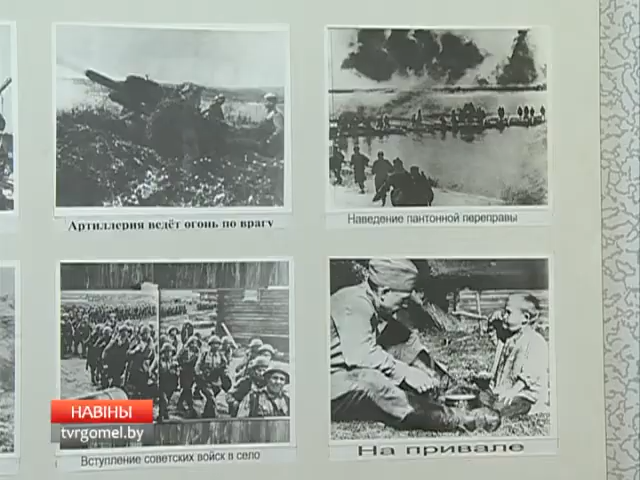 Артиллерия ведёт огонь по врагу
Наведение пантонной переправы
НАВІНЫ
tvrgomel.by
Вступление советских войск в село
На привале